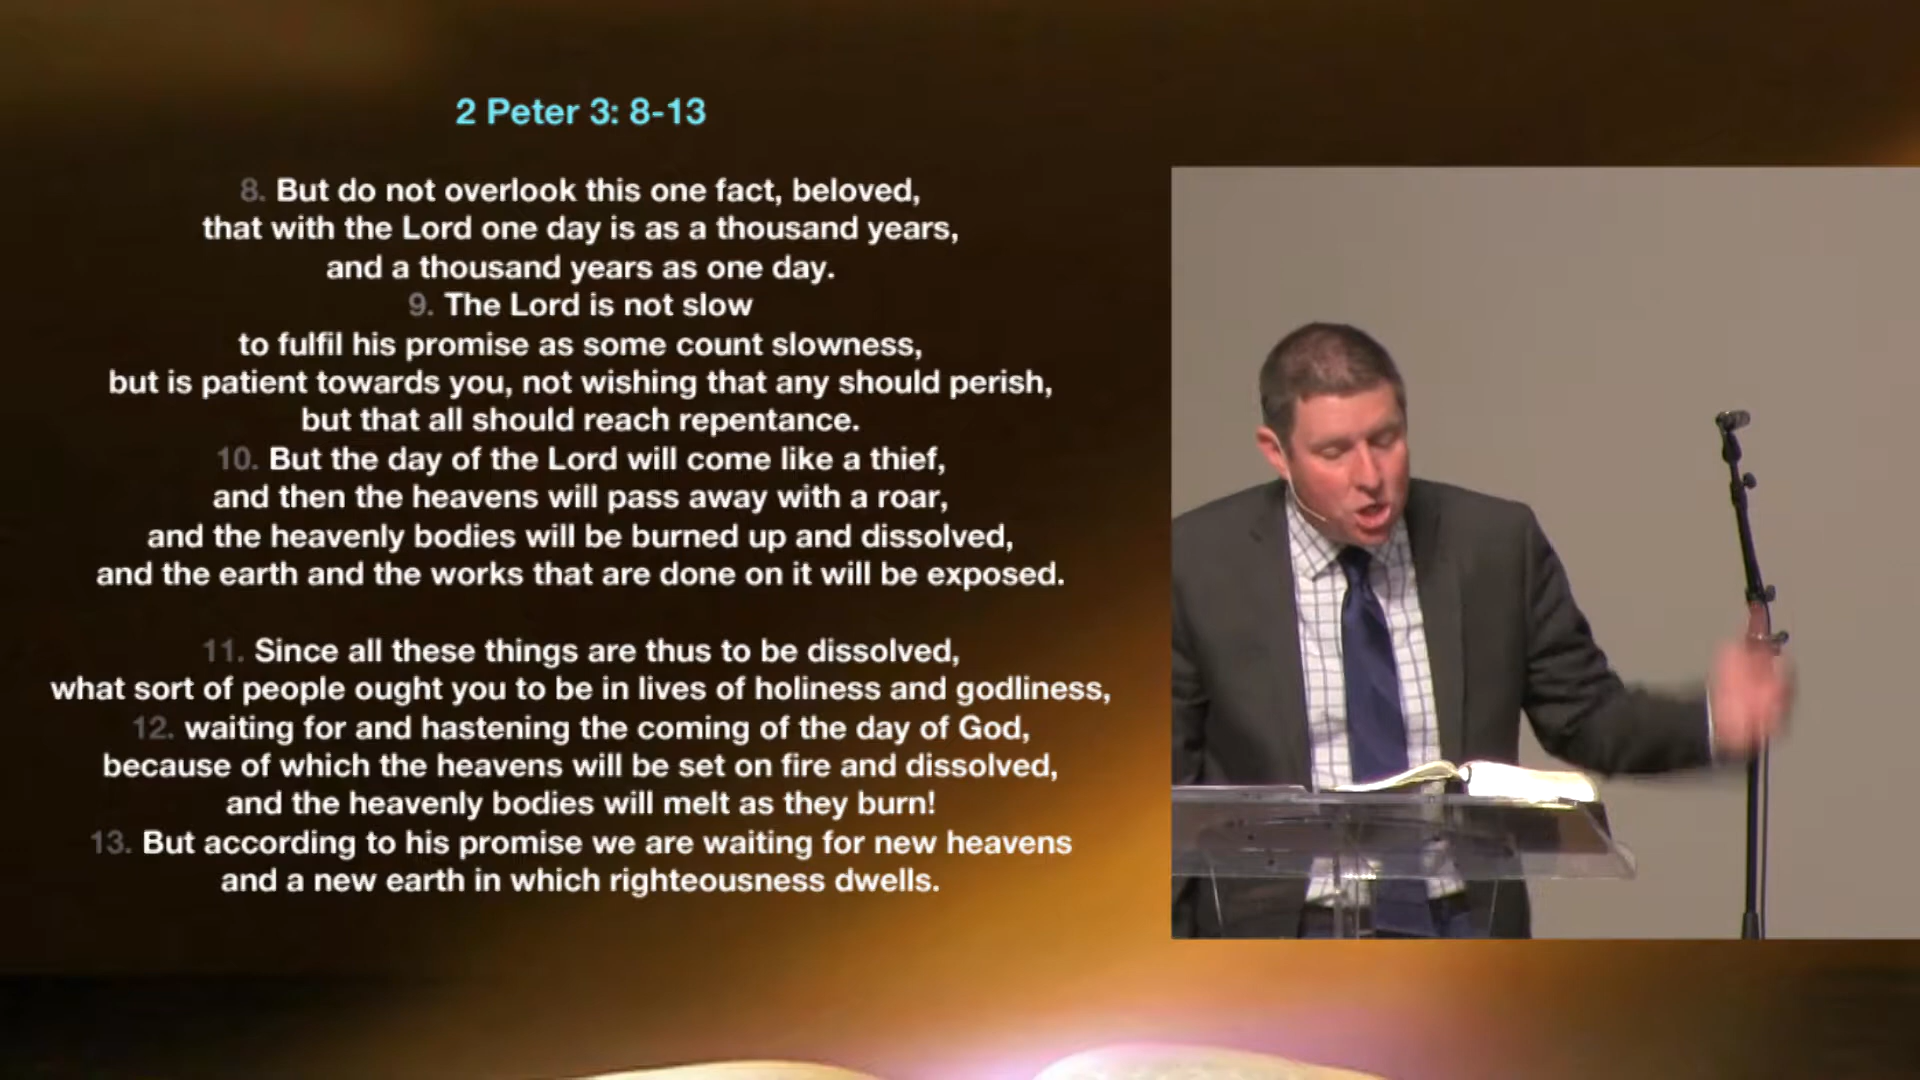 2 Peter 3: 8-13
8. But do not overlook this one fact, beloved,
that with the Lord one day is as a thousand years,
and a thousand years as one day.
9. The Lord is not slow
to fulfil his promise as some count slowness,
but is patient towards you, not wishing that any should perish,
but that all should reach repentance.
10. But the day of the Lord will come like a thief,
and then the heavens will pass away with a roar,
and the heavenly bodies will be burned up and dissolved,
and the earth and the works that are done on it will be exposed.
11. Since all these things are thus to be dissolved,
what sort of people ought you to be in lives of holiness and godliness,
12. waiting for and hastening the coming of the day of God,
because of which the heavens will be set on fire and dissolved,
and the heavenly bodies will melt as they burn!
13. But according to his promise we are waiting for new heavens
and a new earth in which righteousness dwells.